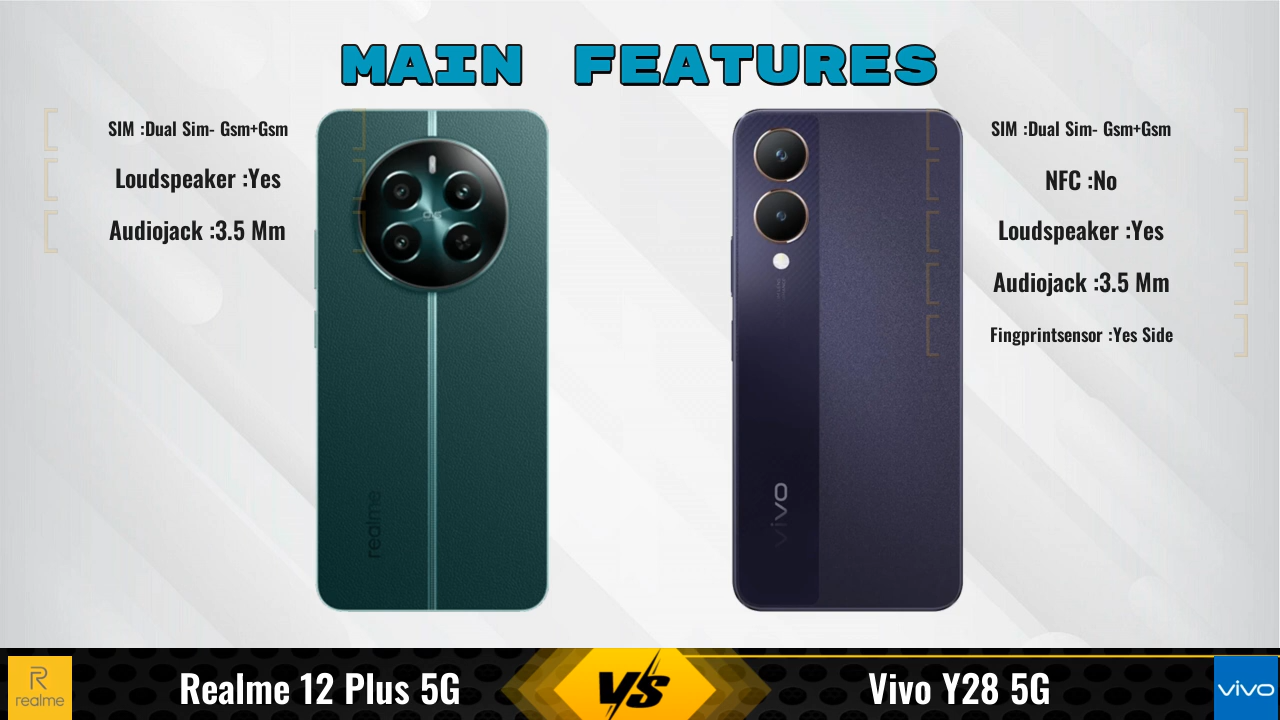 MAIN FEATURES
SIM :Dual Sim- Gsm+Gsm
Loudspeaker :Yes
Audiojack :3.5 Mm
realme
vivo
SIM :Dual Sim- Gsm+Gsm
NFC :No
Loudspeaker :Yes
Audiojack :3.5 Mm
Fingprintsensor :Yes Side
R
realme
Realme 12 Plus 5G
VS
Vivo Y28 5G
vivo